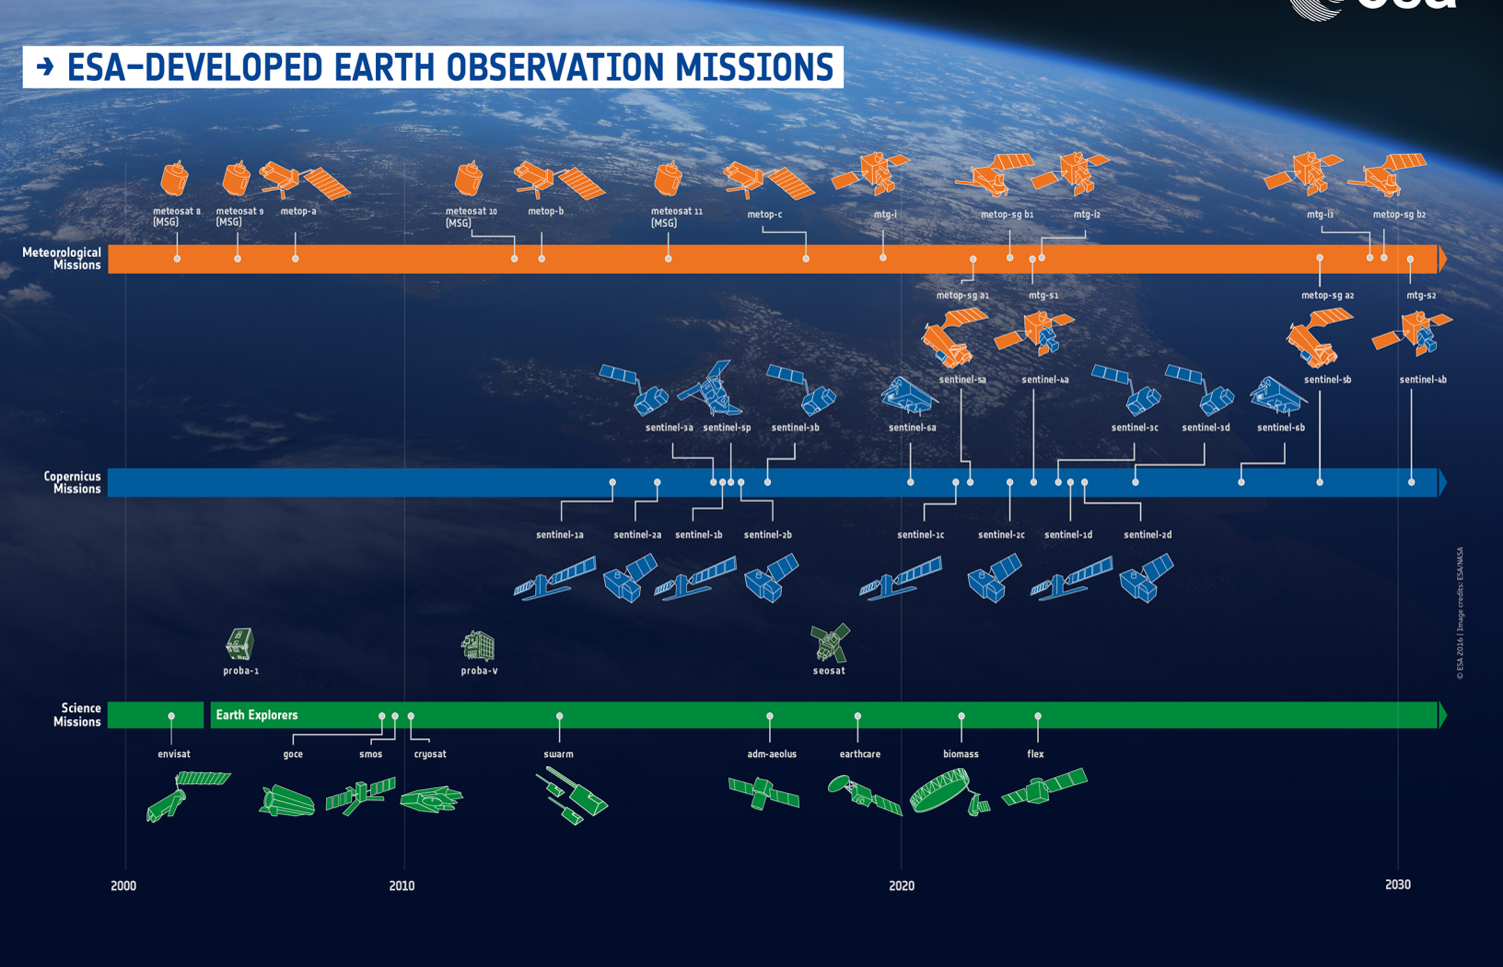 esa
→ ESA–DEVELOPED EARTH OBSERVATION MISSIONS
meteosat 8
(MSG)
meteosat 9
(MSG)
metop-a
meteosat 10
(MSG)
metop-b
meteosat 11
(MSG)
metop-c
mtg-i
metop-sg b1
mtg-i2
mtg-i3
metop-sg b2
Meteorological
Missions
metop-sg a1
mtg-s1
metop-sg a2
mtg-s2
sentinel-5a
sentinel-4a
sentinel-5b
sentinel-4b
sentinel-3a
sentinel-5p
sentinel-3b
sentinel-6a
sentinel-3c
sentinel-3d
sentinel-6b
Copernicus
Missions
sentinel-1a
sentinel-2a
sentinel-1b
sentinel-2b
sentinel-1c
sentinel-2c
sentinel-1d
sentinel-2d
© ESA 2016 | Image credits: ESA/NASA
proba-1
proba-v
seosat
Science
Missions
Earth Explorers
envisat
goce
smos
cryosat
swarm
adm-aeolus
earthcare
biomass
flex
2000
2010
2020
2030